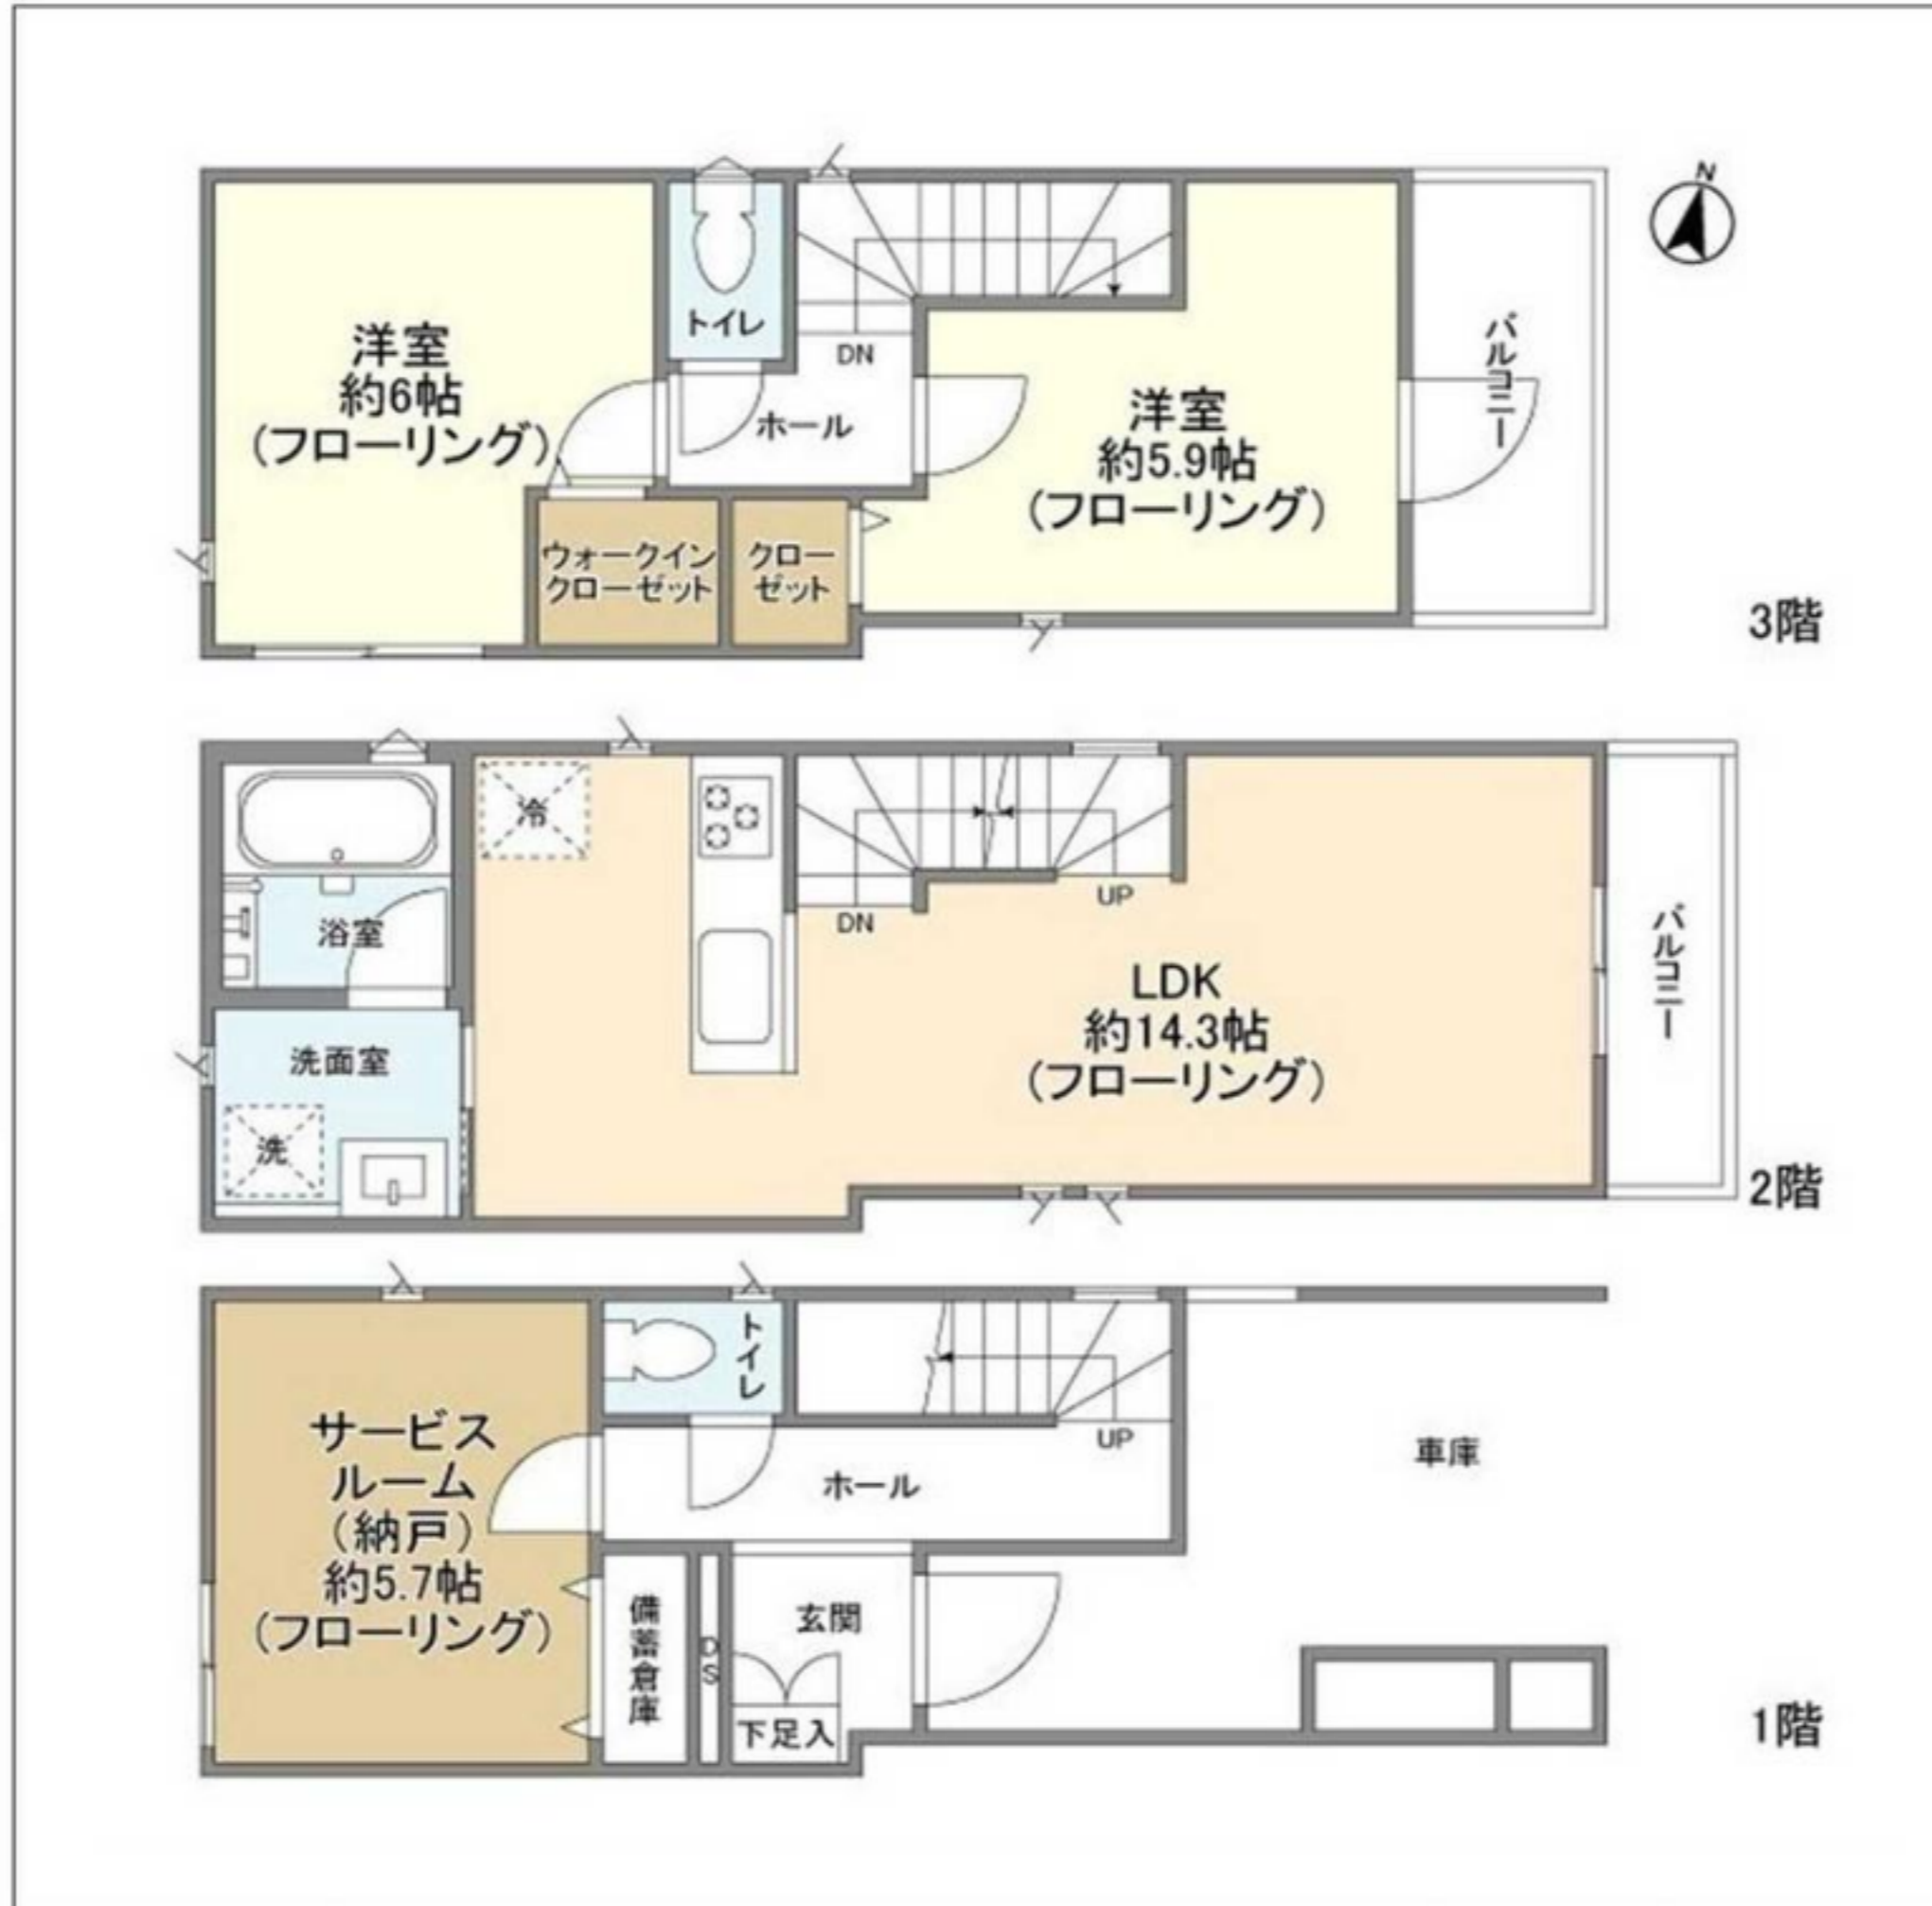 N
洋室
約6帖
(フローリング)
トイレ
DN
ホール
洋室
約5.9帖
(フローリング)
バルコニー
ウォークイン
クローゼット
クロー
ゼット
3階
冷
浴室
洗面室
洗
DN
UP
LDK
約14.3帖
(フローリング)
バルコニー
2階
サービス
ルーム
(納戸)
約5.7帖
(フローリング)
トイレ
UP
ホール
車庫
備蓄倉庫
DS
玄関
下足入
1階